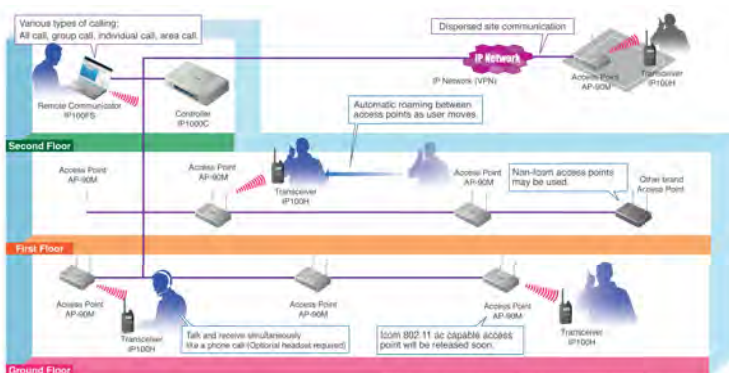 Various types of calling;
All call, group call, individual call, area call.
Remote Communicator
IP100FS
Controller
IP1000C
Dispersed site communication
IP Network
IP Network (VPN)
Access Point
AP-90M
Transceiver
IP100H
Second Floor
Automatic roaming between
access points as user moves.
Access Point
AP-90M
Access Point
AP-90M
Transceiver
IP100H
Access Point
AP-90M
Non-Icom access points
may be used.
Other brand
Access Point
First Floor
Access Point
AP-90M
Transceiver
IP100H
Talk and receive simultaneously
like a phone call (Optional headset required)
Access Point
AP-90M
Icom 802.11 ac capable access
point will be released soon.
Access Point
AP-90M
Transceiver
IP100H
Ground Floor